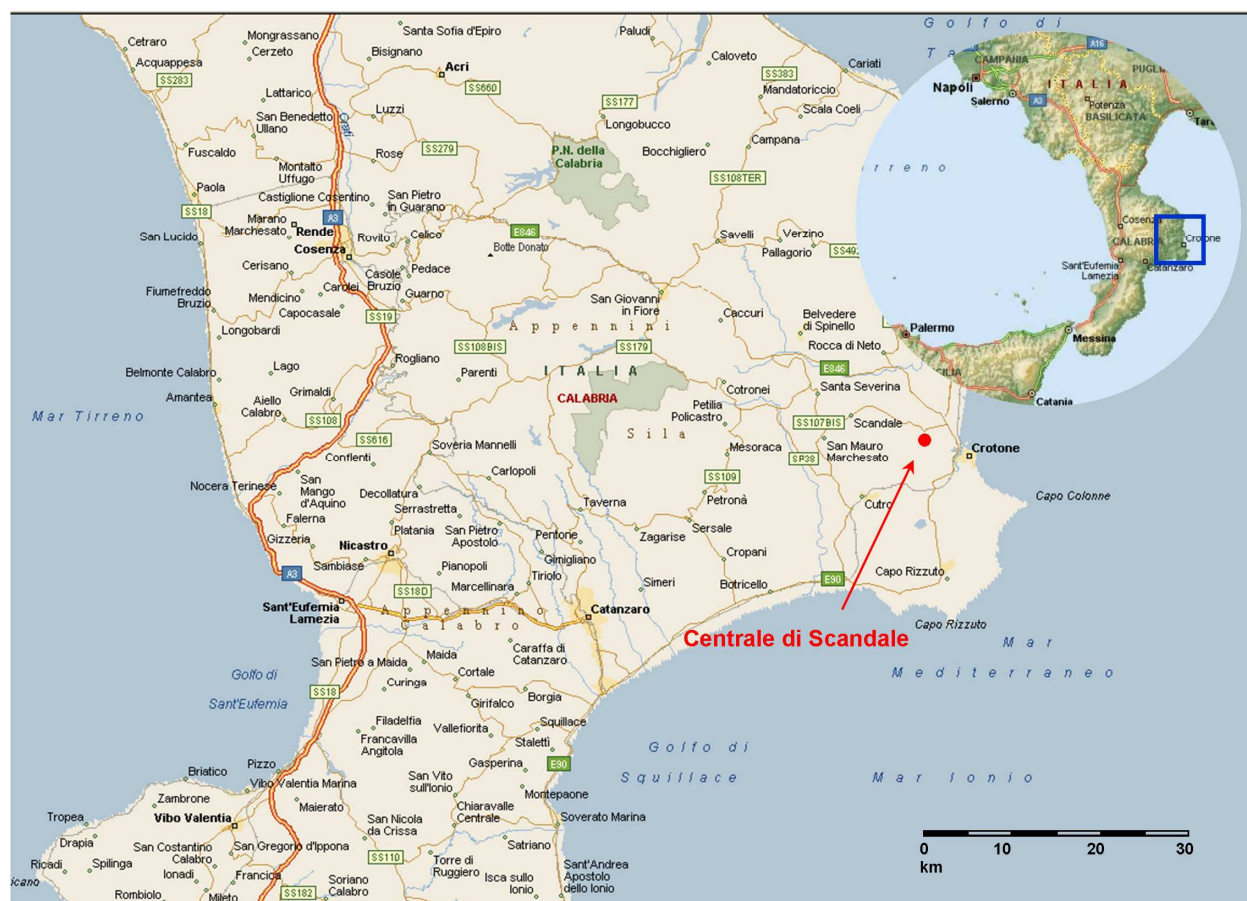 Golfo di
Ta
Santa Sofia d'Epiro
Paludi
Mongrassano
Cetraro
Cerzeto
Bisignano
Caloveto
Acquappesa
Acri
Cariati
SS283
SS383
SS660
Lattarico
Mandatoriccio
SS177
Luzzi
Scala Coeli
San Benedetto
Ullano
Crati
Longobucco
Campana
Fuscaldo
Rose
SS279
P.N. della
Calabria
Bocchigliero
Montalto
Uffugo
SS108TER
Paola
Castiglione Cosentino
San Pietro
in Guarano
SS18
Marano
Marchesato
A3
Rende
E846
San Lucido
Cosenza
Rovito
Celico
Botte Donato
Savelli
Verzino
Pallagorio
SS492
Cerisano
Casole
Bruzio
Pedace
Fiumefreddo
Bruzio
Mendicino
Carolei
Guarno
San Giovanni
in Fiore
Capocasale
SS19
Caccuri
Belvedere
di Spinello
Longobardi
Appennini
Rocca di Neto
SS108BIS
SS179
Rogliano
E846
Belmonte Calabro
Lago
Parenti
ITALIA
Cotronei
Santa Severina
Grimaldi
Amantea
CALABRIA
Mar Tirreno
Aiello
Calabro
Petilia
Policastro
SS108
SS107BIS
Scandale
SS616
Sila
Soveria Mannelli
Mesoraca
San Mauro
Marchesato
Crotone
Conflenti
SP38
Carlopoli
SS109
Nocera Terinese
San
Mango
d'Aquino
Decollatura
Petronà
Capo Colonne
Serrastretta
Taverna
Cutro
Falerna
Platania
San Pietro
Apostolo
Sersale
Gizzeria
Pentone
Zagarise
Nicastro
Gimigliano
Cropani
Sambiase
Pianopoli
A3
Tiriolo
Capo Rizzuto
Marcellinara
Simeri
Botricello
E90
SS18D
Sant'Eufemia
Lamezia
Appennino
Calabro
Catanzaro
Capo Rizzuto
Centrale di Scandale
Mar
Mediterraneo
Caraffa di
Catanzaro
San Pietro a Maida
Maida
Golfo di
Sant'Eufemia
Cortale
SS18
Curinga
Girifalco
Borgia
Filadelfia
Squillace
Francavilla
Angitola
Vallefiorita
Stalettì
Golfo di
Squillace
Mar Ionio
Pizzo
Gasperina
E90
Briatico
San Vito
sull'Ionio
Vibo Valentia Marina
Montepaone
Zambrone
Maierato
Chiaravalle
Centrale
Tropea
Vibo Valentia
San Nicola
da Crissa
Soverato Marina
Drapia
San Costantino
Calabro
San Gregorio d'Ippona
Satriano
Ricadi
Spilinga
Ionadi
SS110
Torre di
Ruggiero
Sant'Andrea
Apostolo
dello Ionio
Francica
Soriano
Calabro
Isca sullo
Ionio
Rombiolo
Mileto
SS182
icano
0 10 20 30
km
A16
CAMPANIA
PUGL
Napoli
ITALIA
Salerno
A3
Potenza
BASILICATA
Tar
rreno
Cosenza
CALABRIA
Crotone
Sant'Eufemia
Lamezia
Catanzaro
Palermo
Messina
CILIA
Catania